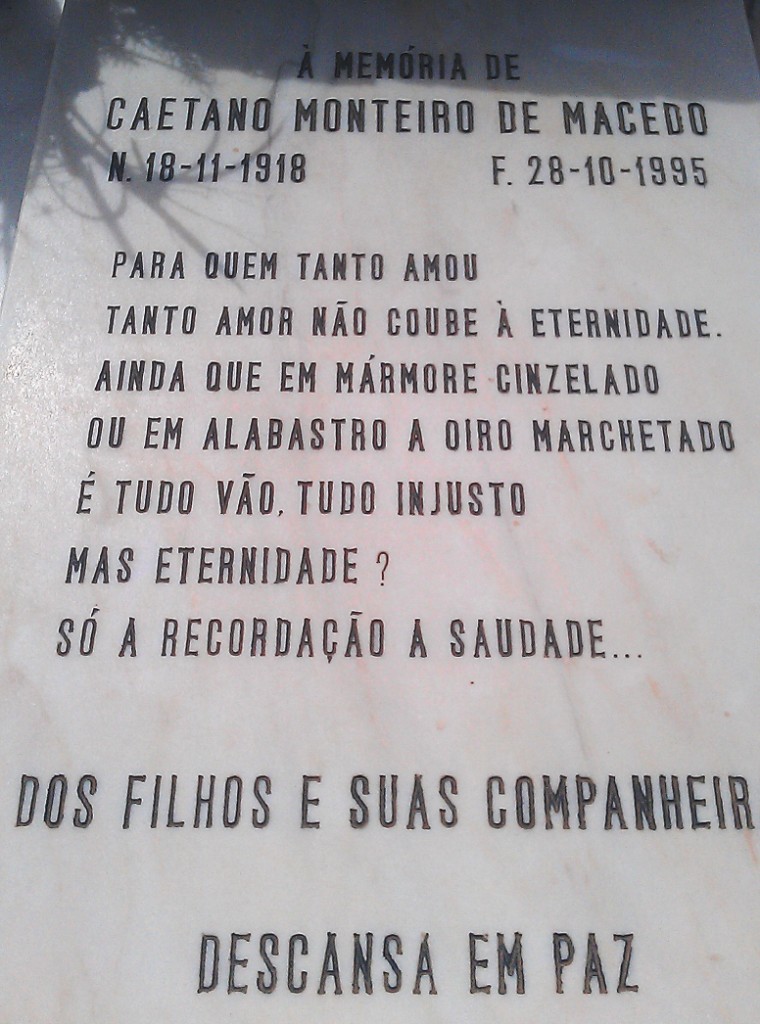 À MEMÓRIA DE
CAETANO MONTEIRO DE MACEDO
N. 18-11-1918 F. 28-10-1995
PARA QUEM TANTO AMOU
TANTO AMOR NÃO COUBE À ETERNIDADE.
AINDA QUE EM MÁRMORE CINZELADO
OU EM ALABASTRO A OIRO MARCHETADO
É TUDO VÃO, TUDO INJUSTO
MAS ETERNIDADE ?
SÓ A RECORDAÇÃO A SAUDADE...
DOS FILHOS E SUAS COMPANHEIR
DESCANSA EM PAZ